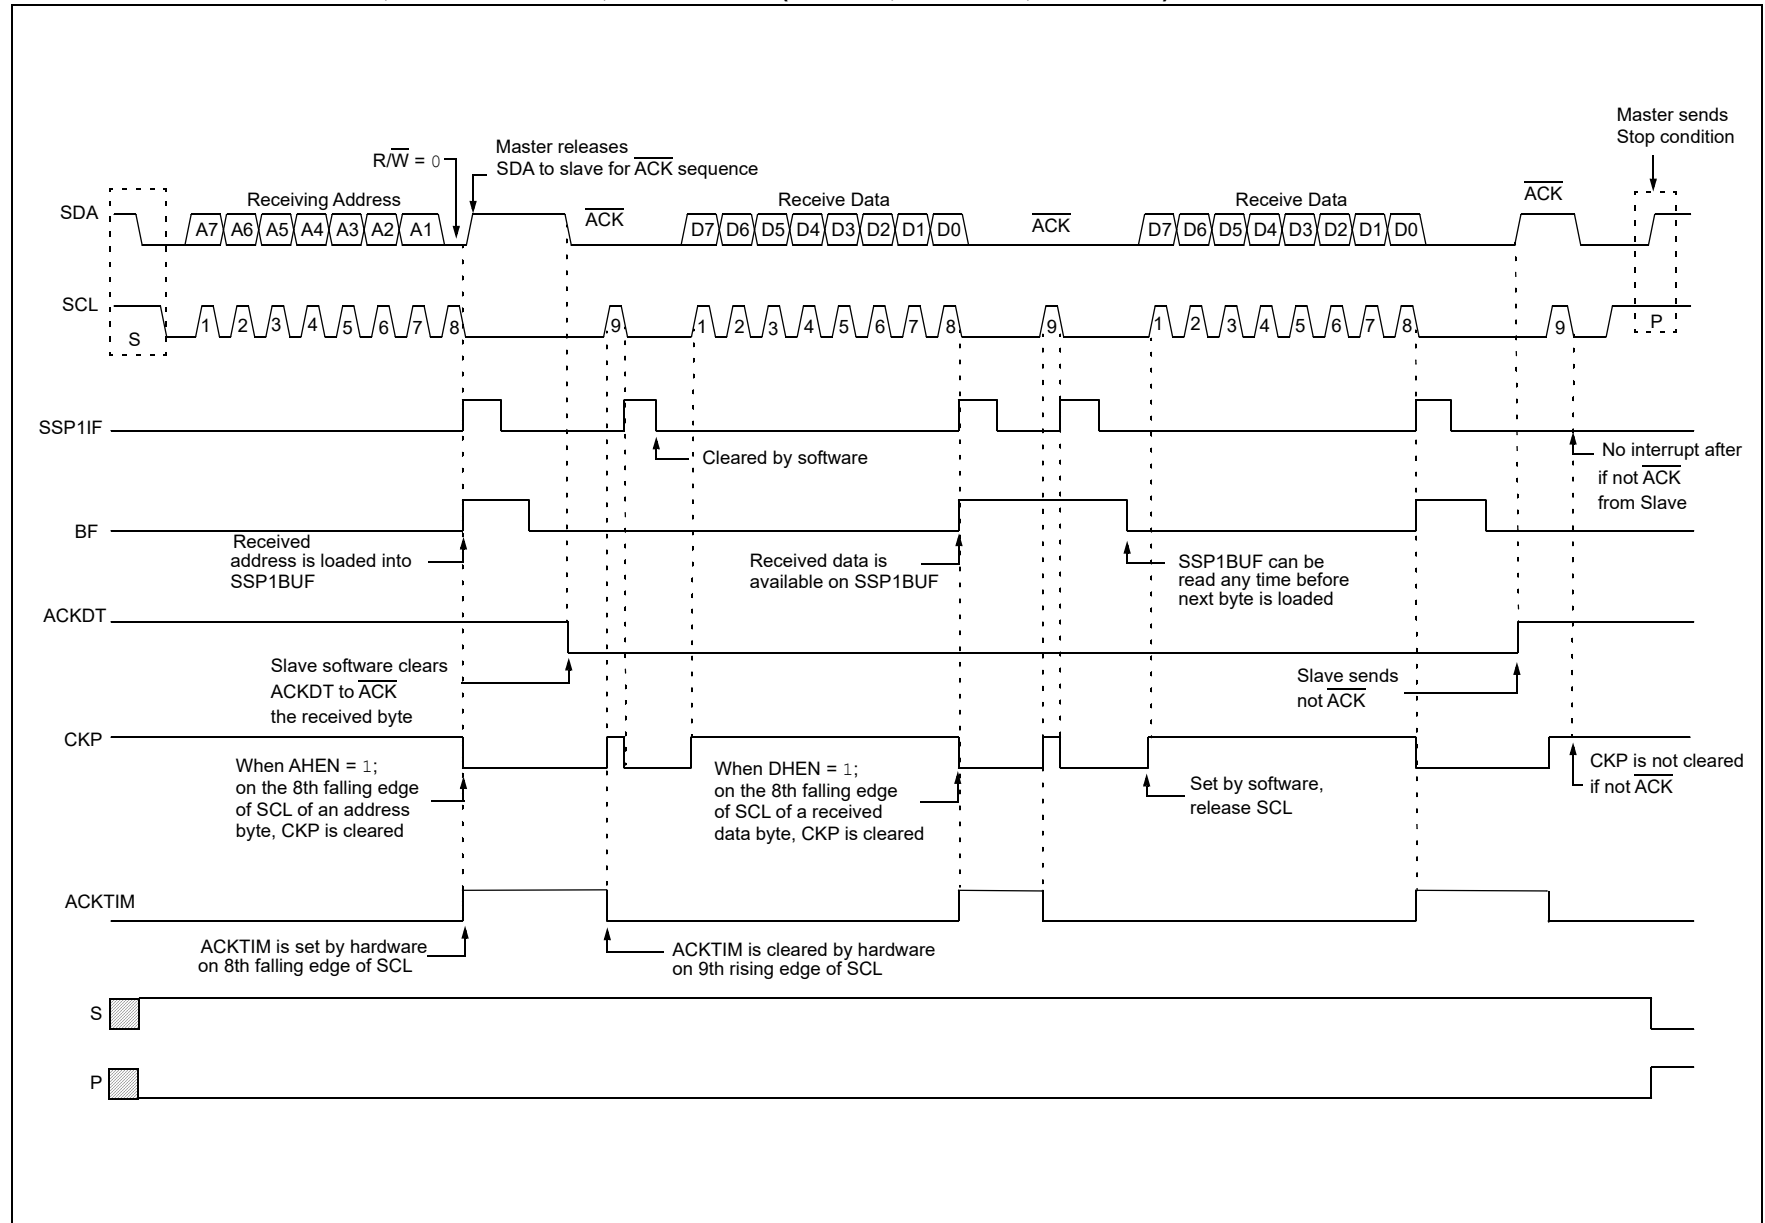 Master sends
Stop condition
R/W = 0
Master releases
SDA to slave for ACK sequence
SDA
Receiving Address
A7 A6 A5 A4 A3 A2 A1
ACK
Receive Data
D7 D6 D5 D4 D3 D2 D1 D0
ACK
Receive Data
D7 D6 D5 D4 D3 D2 D1 D0
ACK
SCL
S
1 2 3 4 5 6 7 8
9
1 2 3 4 5 6 7 8
9
1 2 3 4 5 6 7 8
9
P
SSP1IF
Cleared by software
No interrupt after
if not ACK
from Slave
BF
Received
address is loaded into
SSP1BUF
Received data is
available on SSP1BUF
SSP1BUF can be
read any time before
next byte is loaded
ACKDT
Slave software clears
ACKDT to ACK
the received byte
Slave sends
not ACK
CKP
When AHEN = 1;
on the 8th falling edge
of SCL of an address
byte, CKP is cleared
When DHEN = 1;
on the 8th falling edge
of SCL of a received
data byte, CKP is cleared
Set by software,
release SCL
CKP is not cleared
if not ACK
ACKTIM
ACKTIM is set by hardware
on 8th falling edge of SCL
ACKTIM is cleared by hardware
on 9th rising edge of SCL
S
P